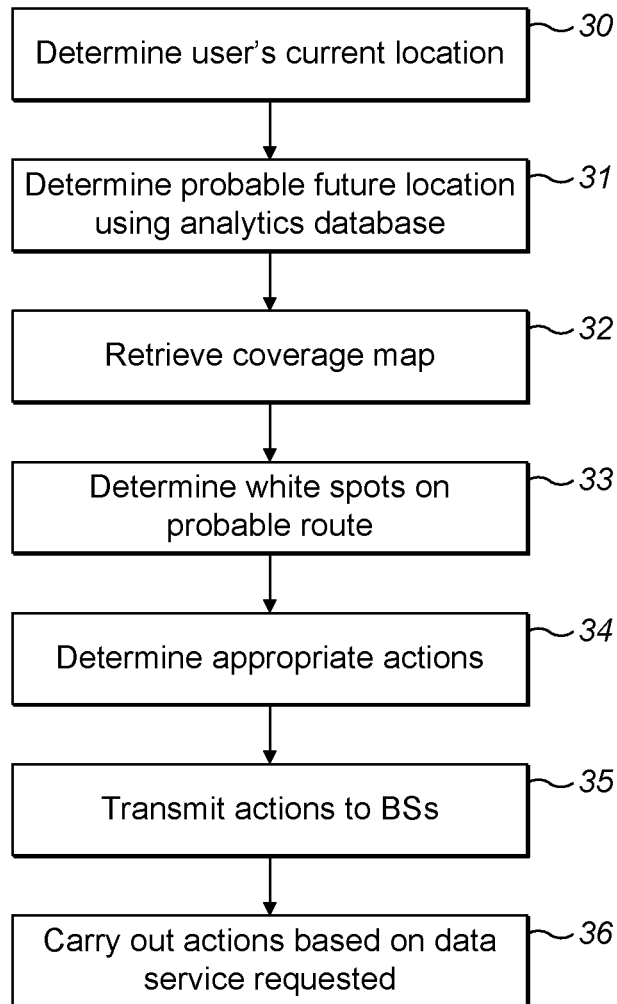 30
Determine user's current location
31
Determine probable future location
using analytics database
32
Retrieve coverage map
33
Determine white spots on
probable route
34
Determine appropriate actions
35
Transmit actions to BSs
36
Carry out actions based on data
service requested